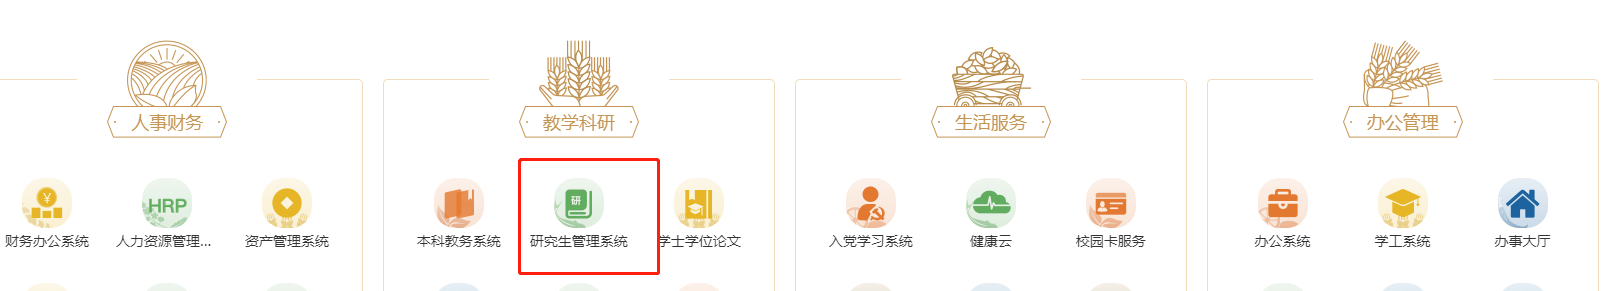 人事财务
教学科研
生活服务
办公管理
¥
HRP
研
财务办公系统
人力资源管理...
资产管理系统
本科教务系统
研究生管理系统
学士学位论文
入党学习系统
健康云
校园卡服务
办公系统
学工系统
办事大厅